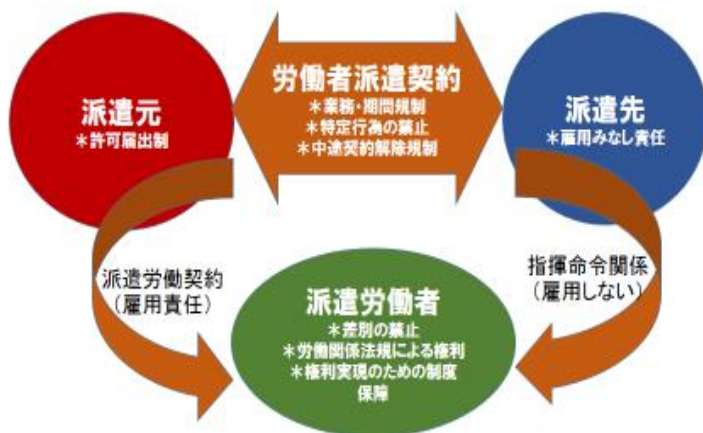 派遣元
＊許可届出制
労働者派遣契約
＊業務・期間規制
＊特定行為の禁止
＊中途契約解除規制
派遣先
＊雇用みなし責任
派遣労働契約
（雇用責任）
指揮命令関係
（雇用しない）
派遣労働者
＊差別の禁止
＊労働関係法規による権利
＊権利実現のための制度
保障